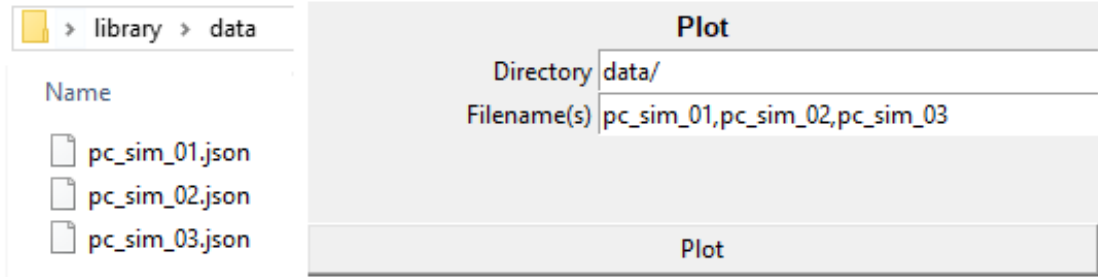 > library > data
Name
pc_sim_01.json
pc_sim_02.json
pc_sim_03.json
Plot
Directory data/
Filename(s) pc_sim_01,pc_sim_02,pc_sim_03
Plot